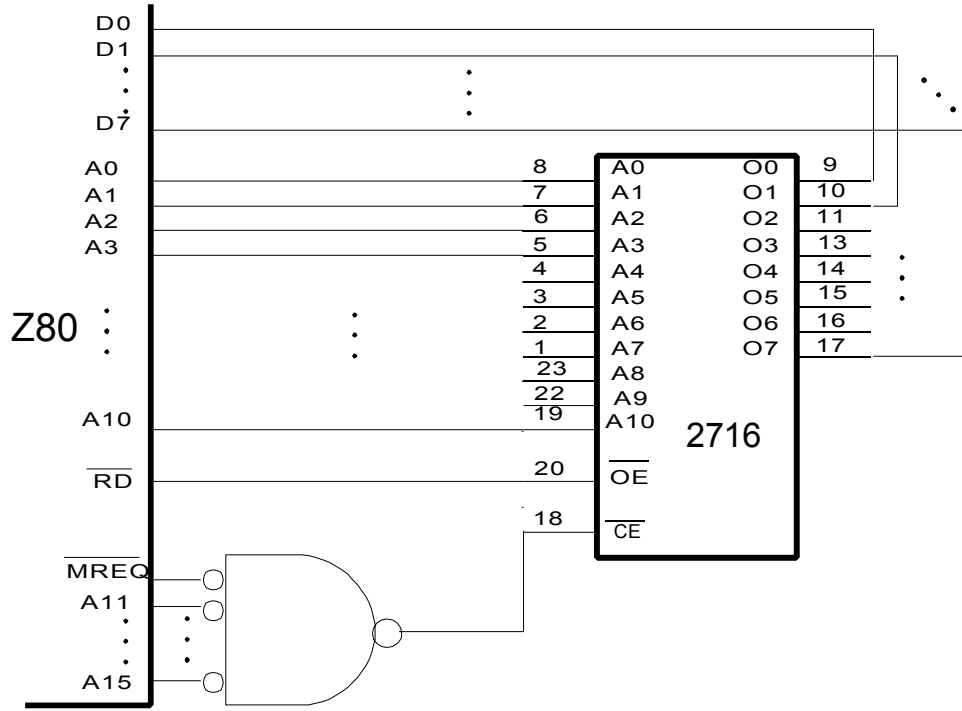 D0
D1
D7
A0
A1
A2
A3
Z80
A10
RD
MREQ
A11
A15
8 A0 O0 9
7 A1 O1 10
6 A2 O2 11
5 A3 O3 13
4 A4 O4 14
3 A5 O5 15
2 A6 O6 16
1 A7 O7 17
23 A8
22 A9
19 A10
2716
20 OE
18 CE